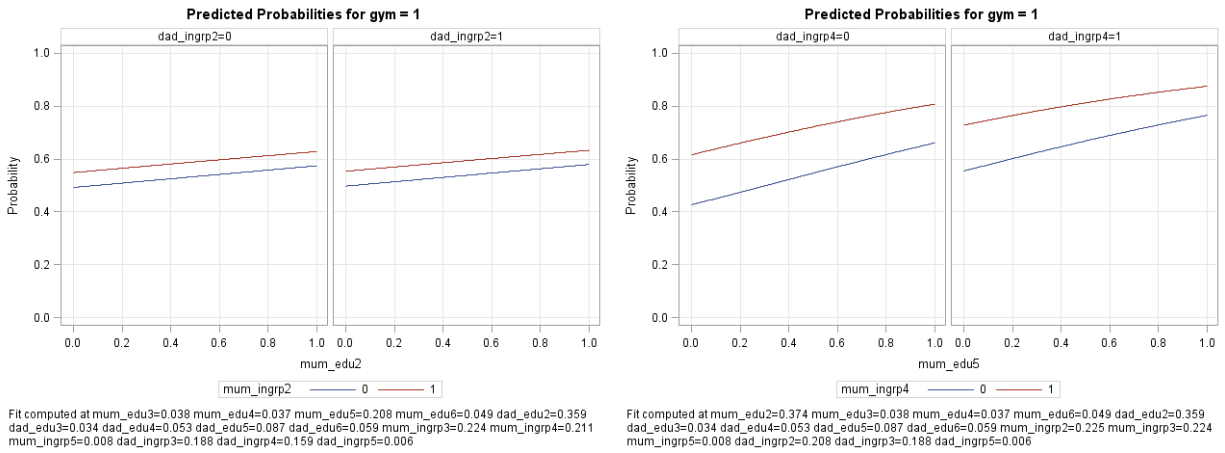 Predicted Probabilities for gym = 1
dad_ingrp2=0 dad_ingrp2=1
1.0
0.8
0.6
0.4
0.2
0.0
Probability
0.0 0.2 0.4 0.6 0.8 1.0 0.0 0.2 0.4 0.6 0.8 1.0
mum_edu2
mum_ingrp2 0 1
Fit computed at mum_edu3=0.038 mum_edu4=0.037 mum_edu5=0.208 mum_edu6=0.049 dad_edu2=0.359
dad_edu3=0.034 dad_edu4=0.053 dad_edu5=0.087 dad_edu6=0.059 mum_ingrp3=0.224 mum_ingrp4=0.211
mum_ingrp5=0.008 dad_ingrp3=0.188 dad_ingrp4=0.159 dad_ingrp5=0.006
Predicted Probabilities for gym = 1
dad_ingrp4=0 dad_ingrp4=1
1.0
0.8
0.6
0.4
0.2
0.0
Probability
0.0 0.2 0.4 0.6 0.8 1.0 0.0 0.2 0.4 0.6 0.8 1.0
mum_edu5
mum_ingrp4 0 1
Fit computed at mum_edu2=0.374 mum_edu3=0.038 mum_edu4=0.037 mum_edu6=0.049 dad_edu2=0.359
dad_edu3=0.034 dad_edu4=0.053 dad_edu5=0.087 dad_edu6=0.059 mum_ingrp2=0.225 mum_ingrp3=0.224
mum_ingrp5=0.008 dad_ingrp2=0.208 dad_ingrp3=0.188 dad_ingrp5=0.006